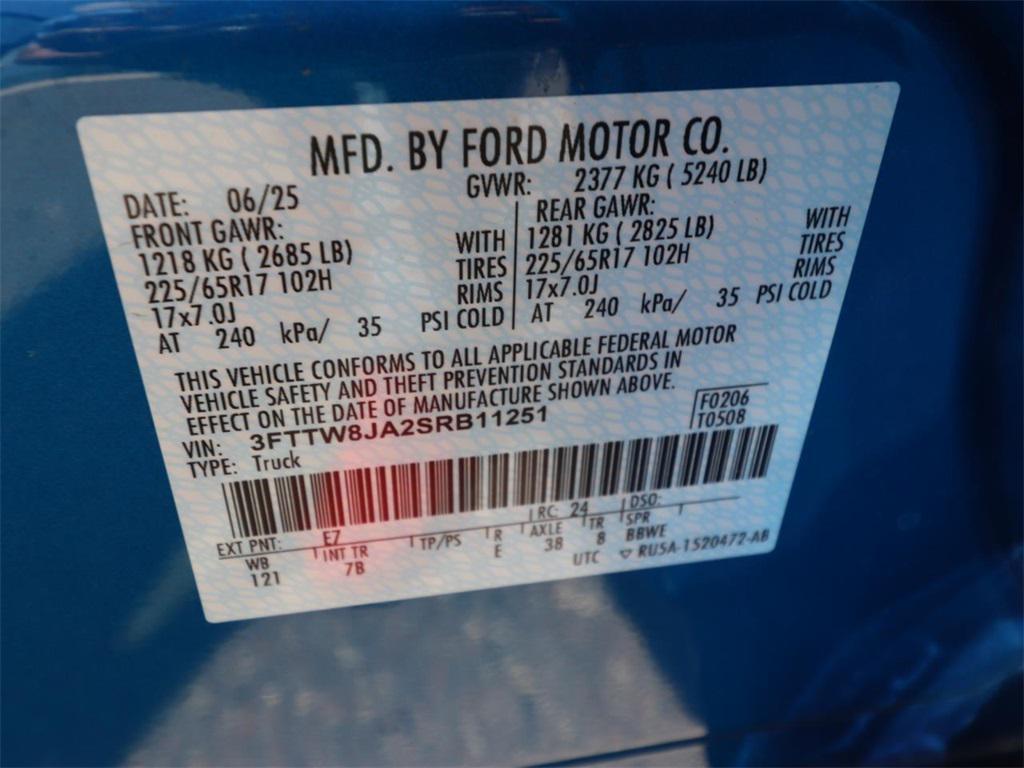 MFD. BY FORD MOTOR CO.
DATE: 06/25 GVWR: 2377 KG ( 5240 LB)
FRONT GAWR: REAR GAWR:
1218 KG ( 2685 LB) WITH 1281 KG ( 2825 LB) WITH
225/65R17 102H TIRES 225/65R17 102H TIRES
17x7.0J RIMS 17x7.0J RIMS
AT 240 kPa/ 35 PSI COLD AT 240 kPa/ 35 PSI COLD
THIS VEHICLE CONFORMS TO ALL APPLICABLE FEDERAL MOTOR
VEHICLE SAFETY AND THEFT PREVENTION STANDARDS IN
EFFECT ON THE DATE OF MANUFACTURE SHOWN ABOVE.
VIN: 3FTTW8JA2SRB11251 F0206
TYPE: Truck T0508
EXT PNT: E7 RC: 24 DSO:
WB INT TR TP/PS R AXLE TR SPR
121 7B E 38 8 BBWE
UTC ▽ RU5A-1520472-AB